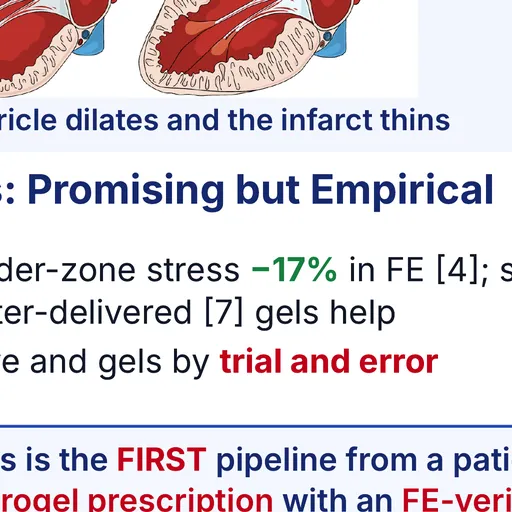 ricle dilates and the infarct thins
: Promising but Empirical
der-zone stress −17% in FE [4]; s
ter-delivered [7] gels help
e and gels by trial and error
s is the FIRST pipeline from a pati
rogel prescription with an FE-veri